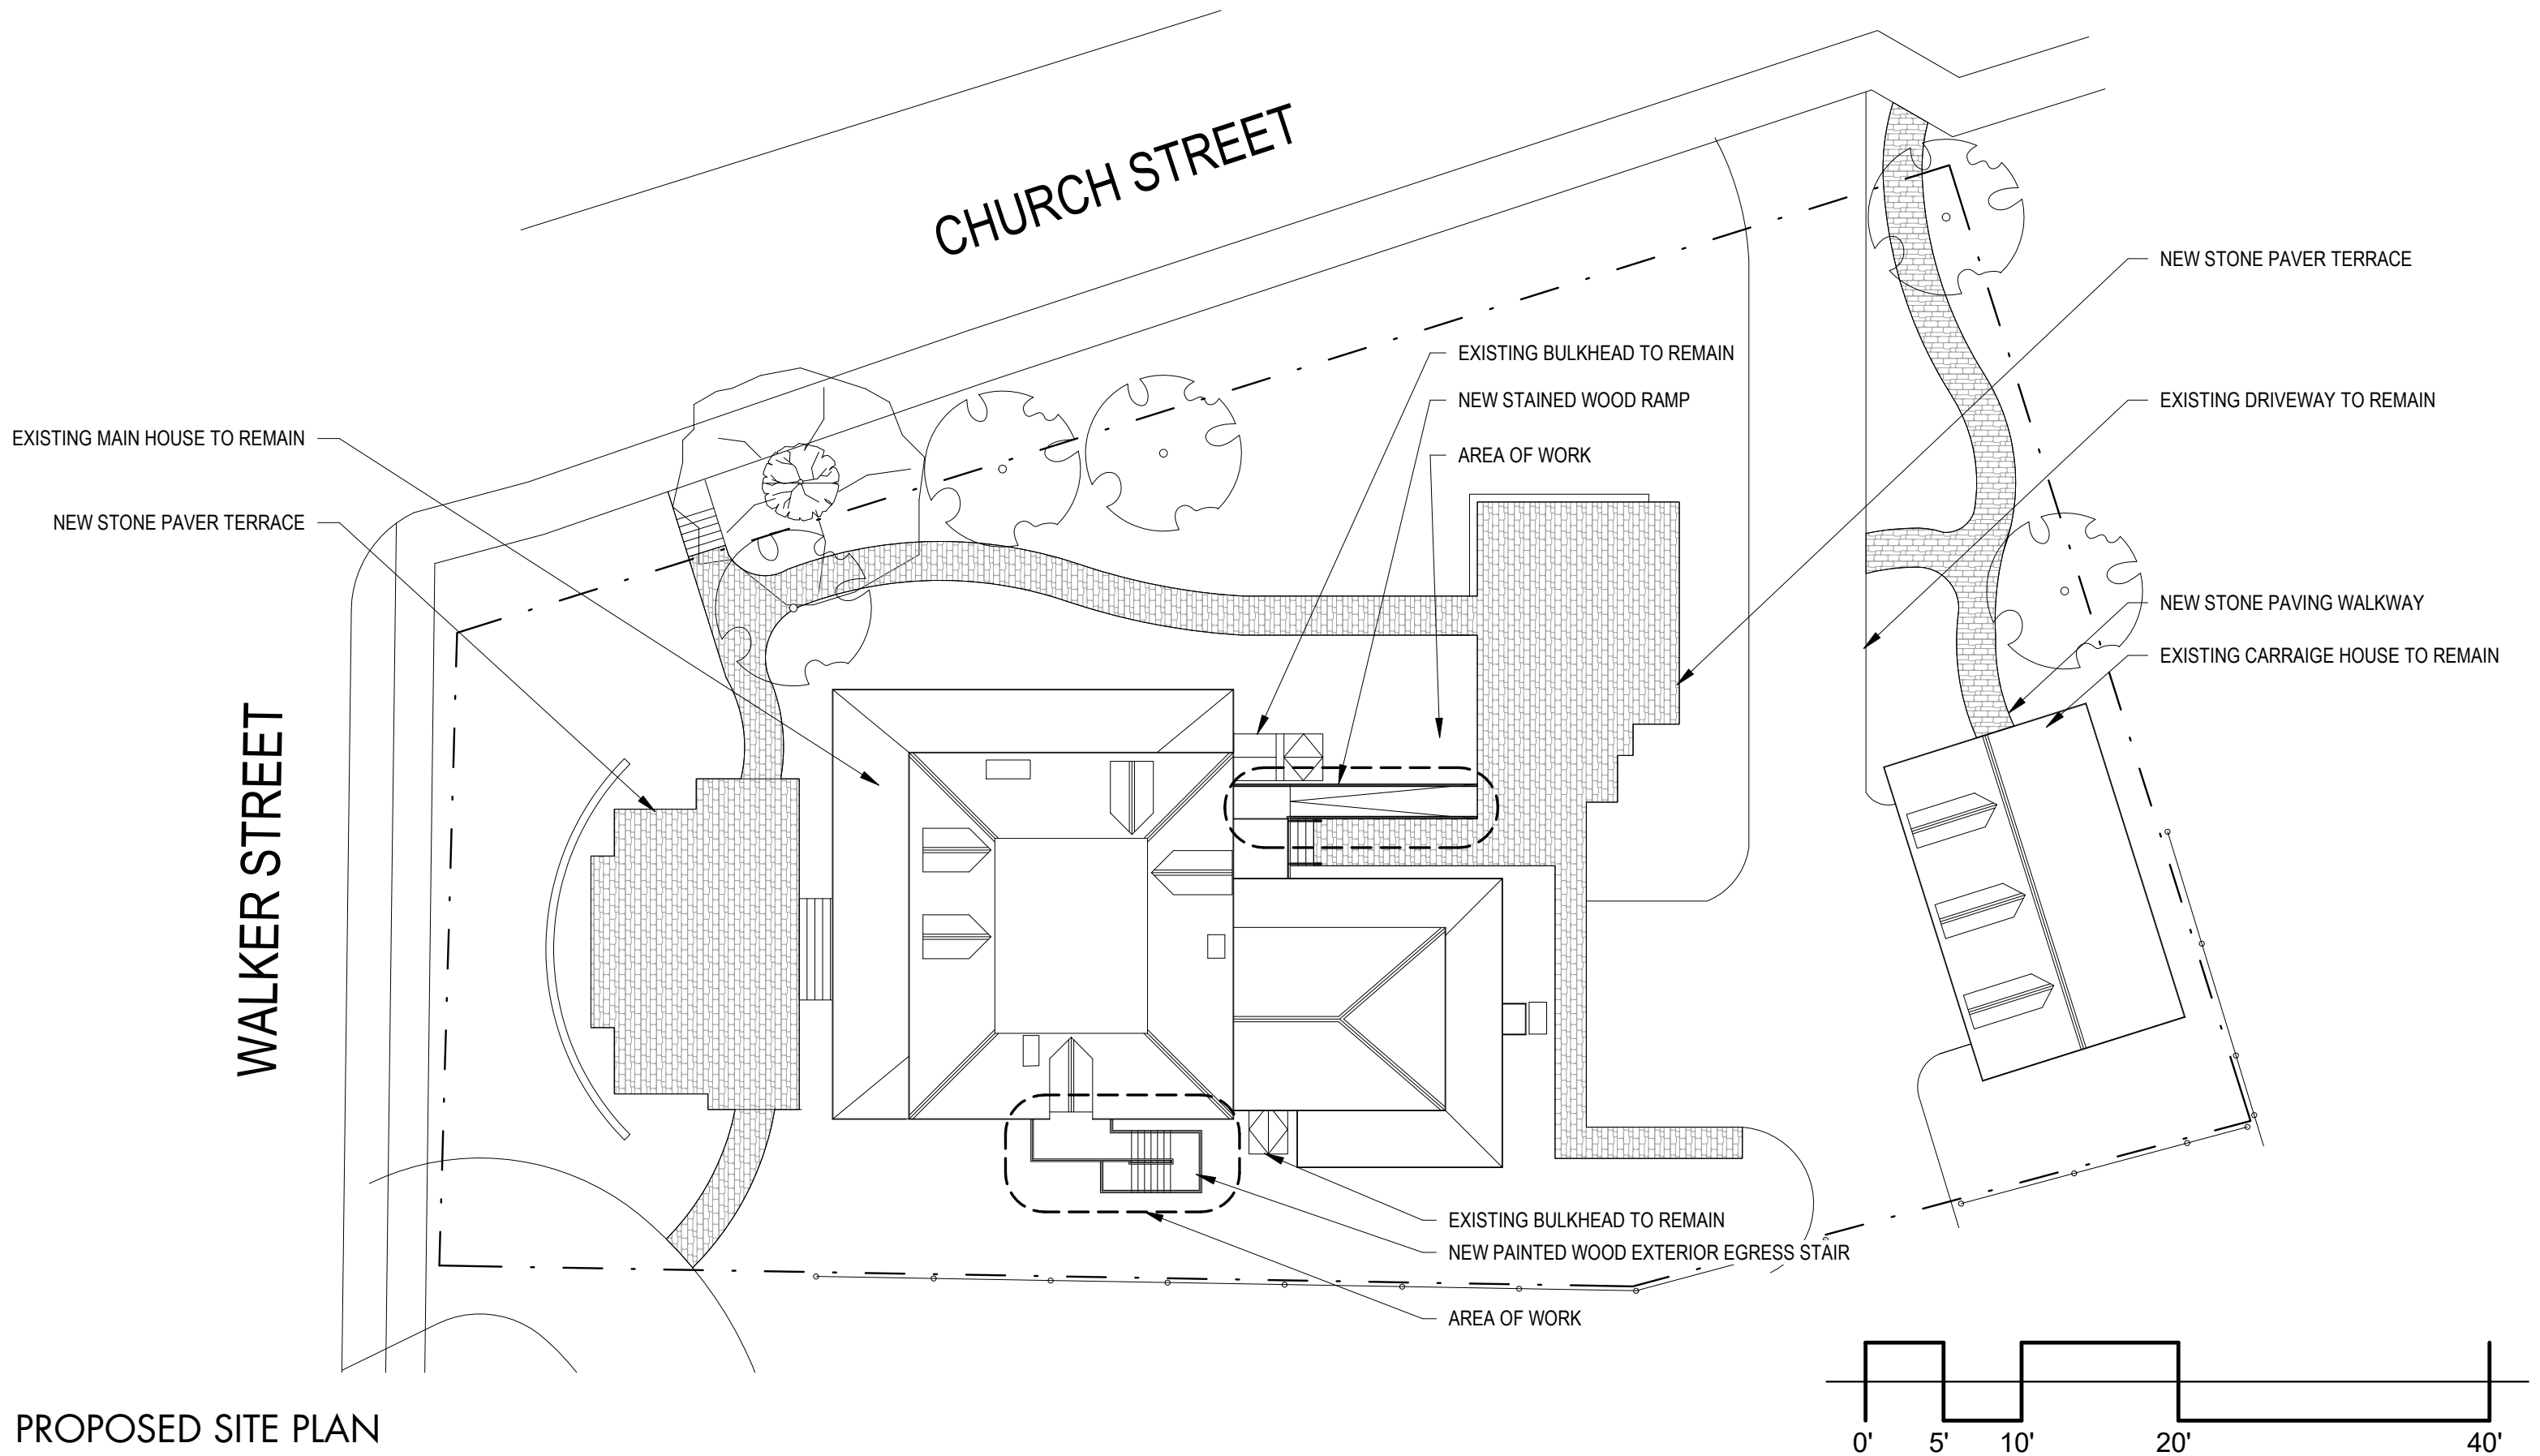 CHURCH STREET
NEW STONE PAVER TERRACE
EXISTING BULKHEAD TO REMAIN
NEW STAINED WOOD RAMP
EXISTING DRIVEWAY TO REMAIN
EXISTING MAIN HOUSE TO REMAIN
AREA OF WORK
NEW STONE PAVER TERRACE
NEW STONE PAVING WALKWAY
EXISTING CARRAIGE HOUSE TO REMAIN
WALKER STREET
EXISTING BULKHEAD TO REMAIN
NEW PAINTED WOOD EXTERIOR EGRESS STAIR
AREA OF WORK
PROPOSED SITE PLAN
0' 5' 10' 20' 40'